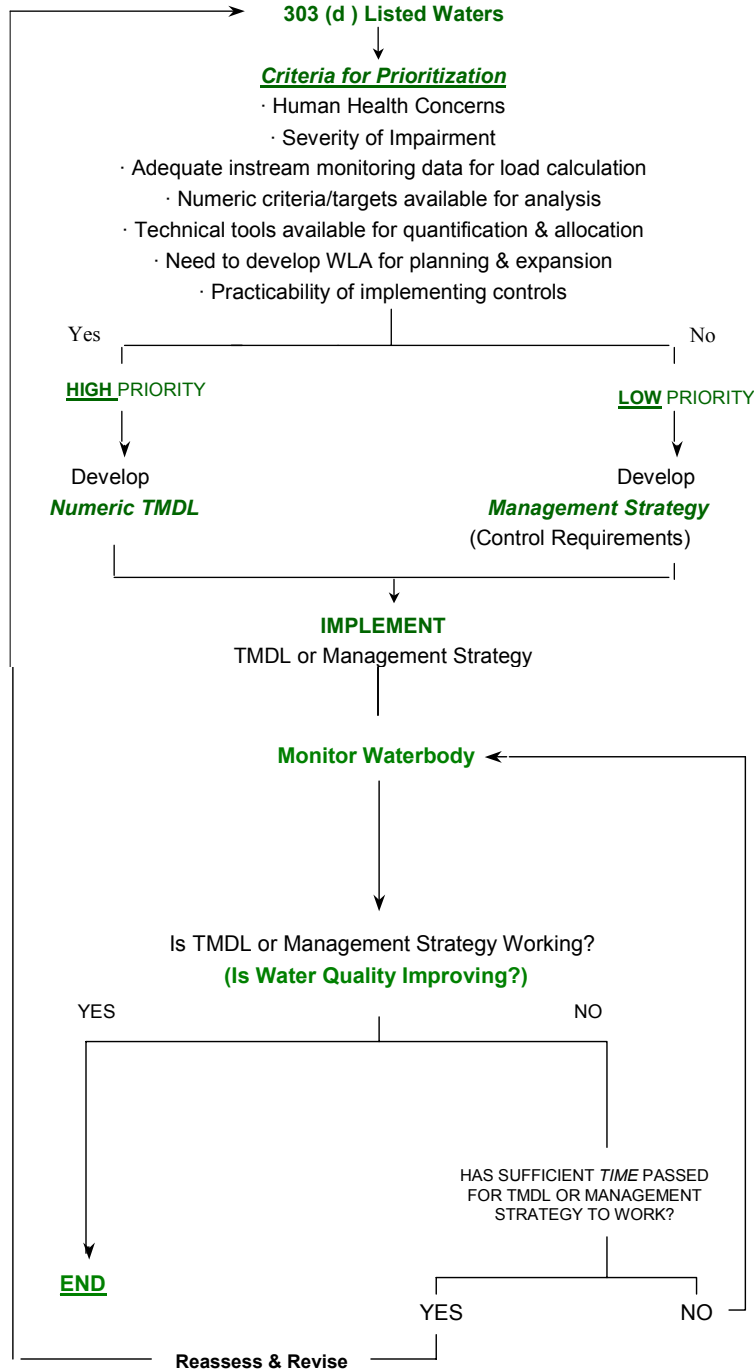 303 (d ) Listed Waters
Criteria for Prioritization
· Human Health Concerns
· Severity of Impairment
· Adequate instream monitoring data for load calculation
· Numeric criteria/targets available for analysis
· Technical tools available for quantification & allocation
· Need to develop WLA for planning & expansion
· Practicability of implementing controls
Yes
No
HIGH PRIORITY
LOW PRIORITY
Develop
Numeric TMDL
Develop
Management Strategy
(Control Requirements)
IMPLEMENT
TMDL or Management Strategy
Monitor Waterbody
Is TMDL or Management Strategy Working?
(Is Water Quality Improving?)
YES
NO
HAS SUFFICIENT TIME PASSED
FOR TMDL OR MANAGEMENT
STRATEGY TO WORK?
END
YES
NO
Reassess & Revise